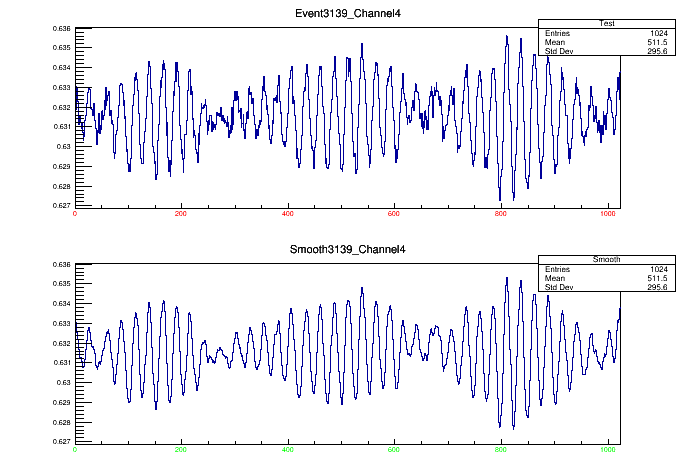 Event3139_Channel4
Test
Entries 1024
Mean 511.5
Std Dev 295.6
0.636
0.635
0.634
0.633
0.632
0.631
0.63
0.629
0.628
0.627
0 200 400 600 800 1000
Smooth3139_Channel4
Smooth
Entries 1024
Mean 511.5
Std Dev 295.6
0.636
0.635
0.634
0.633
0.632
0.631
0.63
0.629
0.628
0.627
0 200 400 600 800 1000